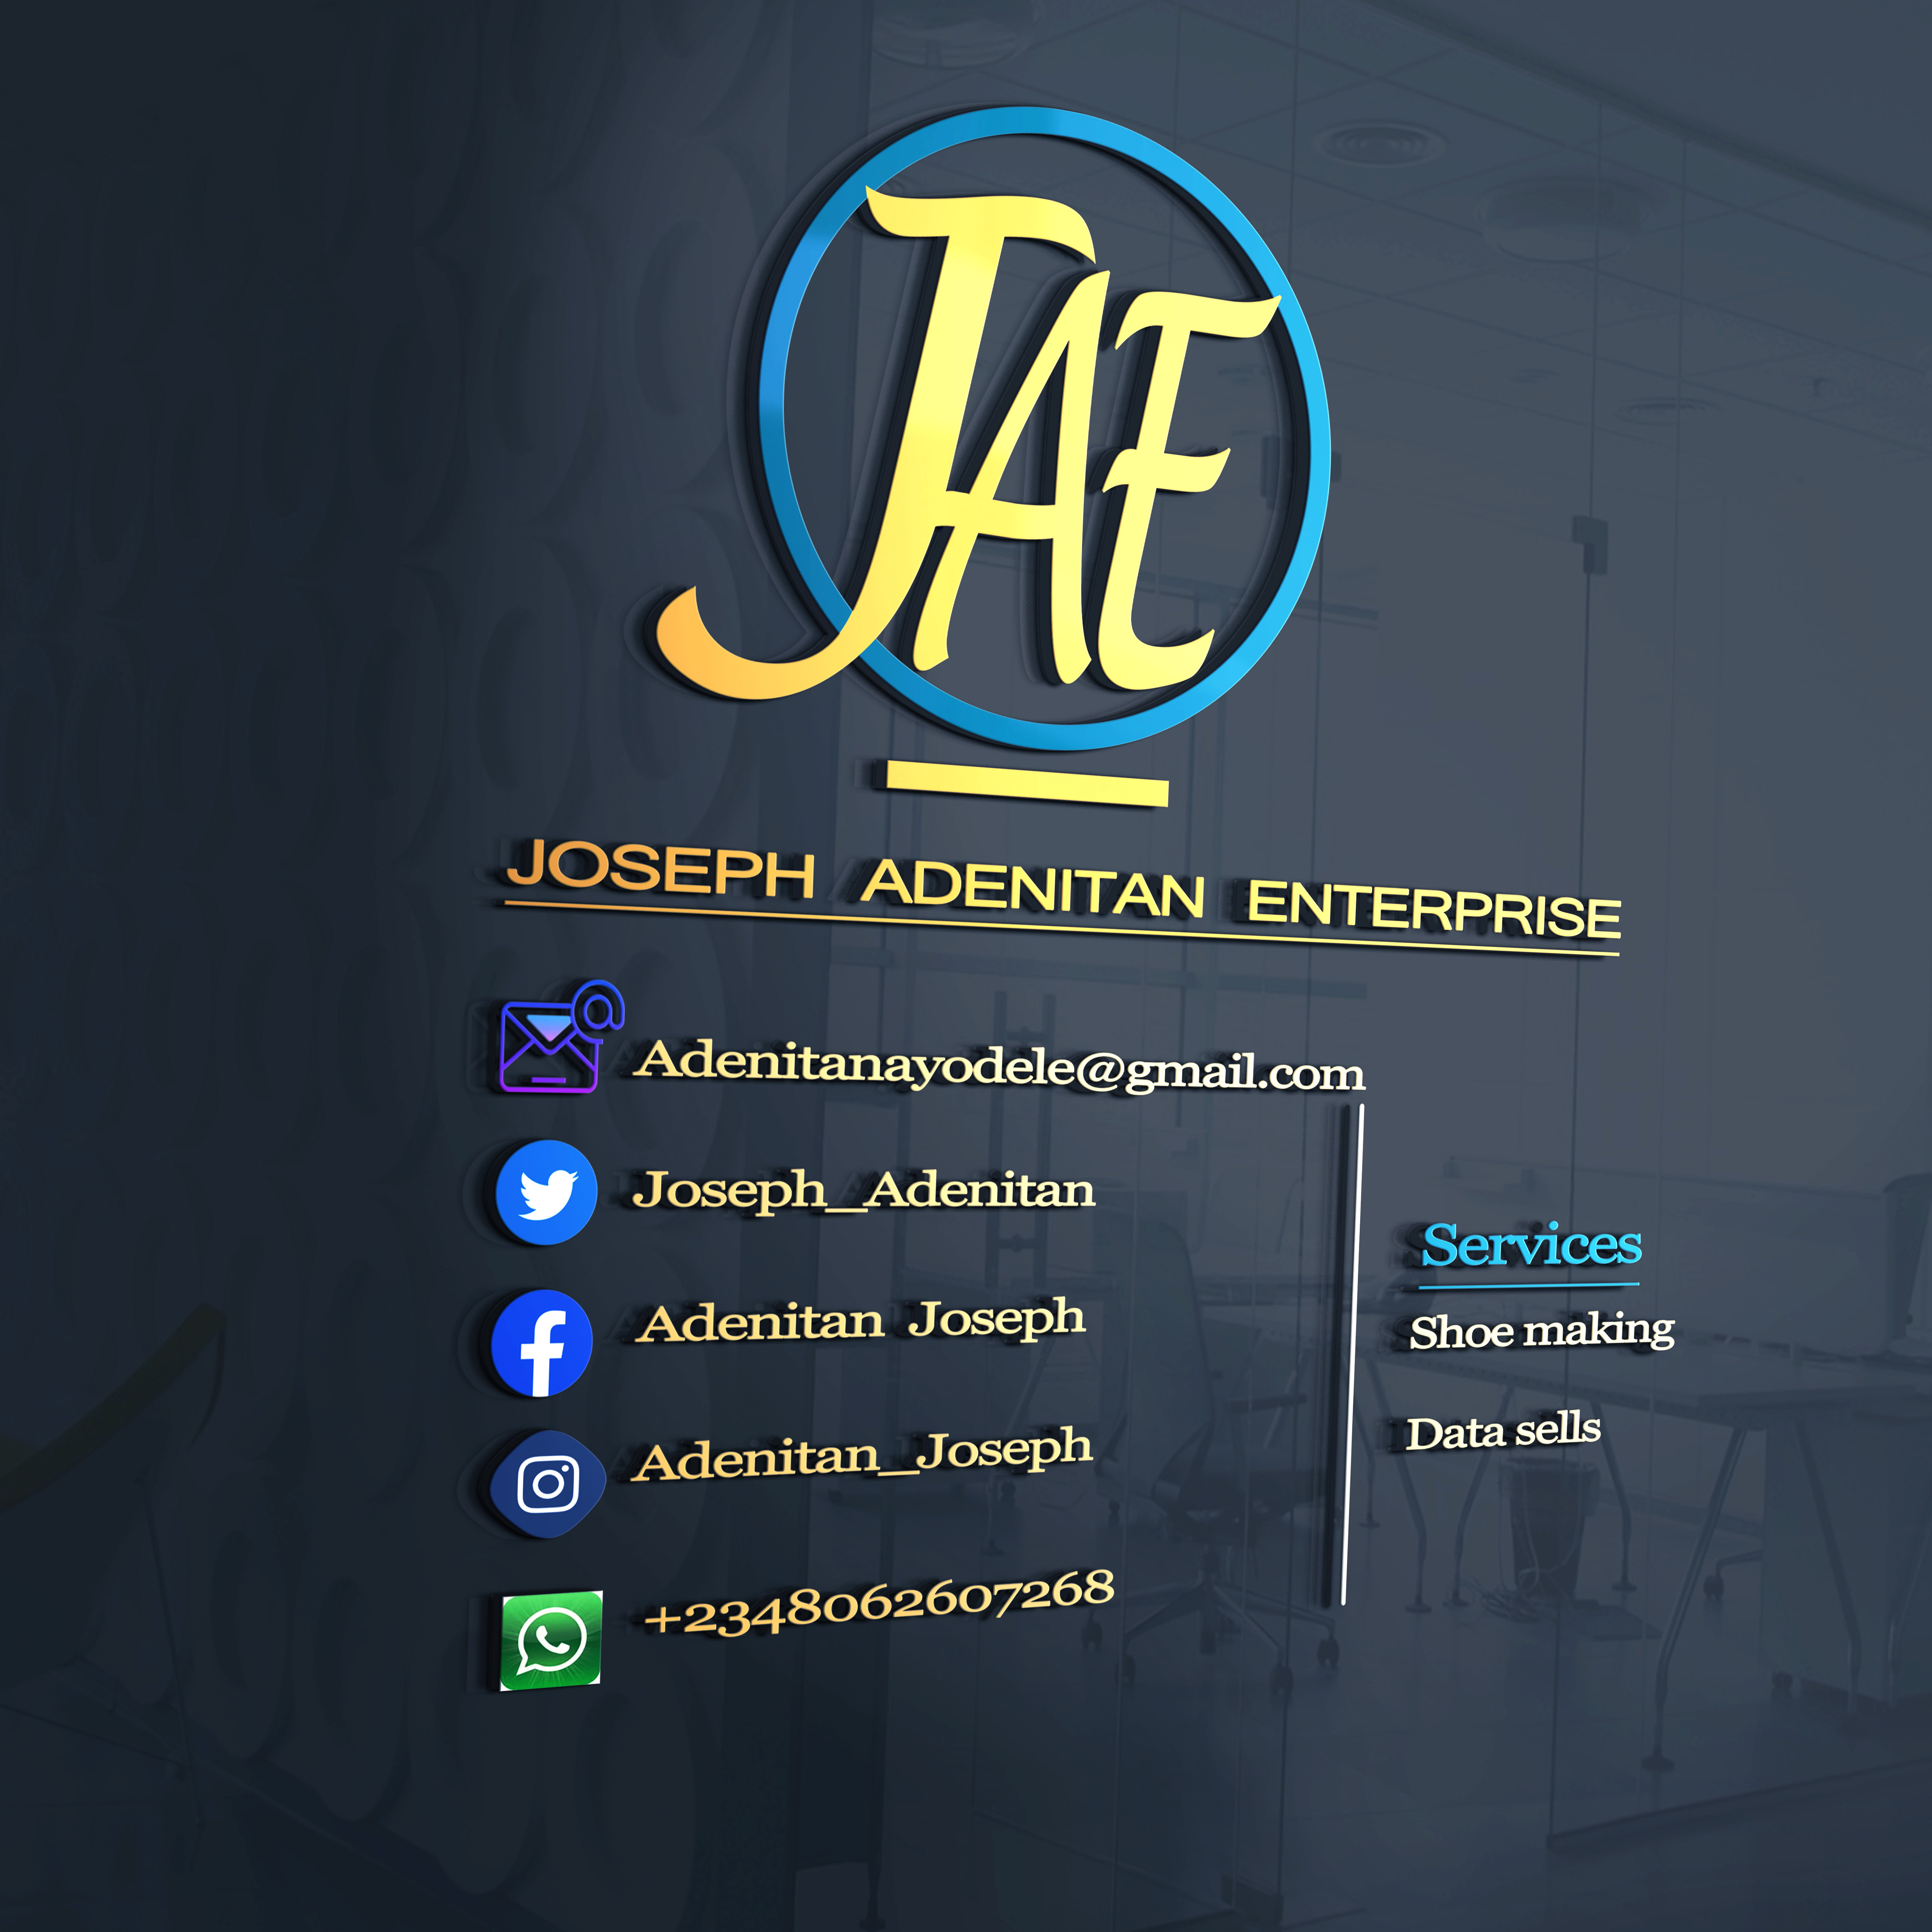 JAE
JOSEPH ADENITAN ENTERPRISE
Adenitanayodele@gmail.com
Joseph_Adenitan
Adenitan Joseph
Adenitan_Joseph
+2348062607268
Services
Shoe making
Data sells